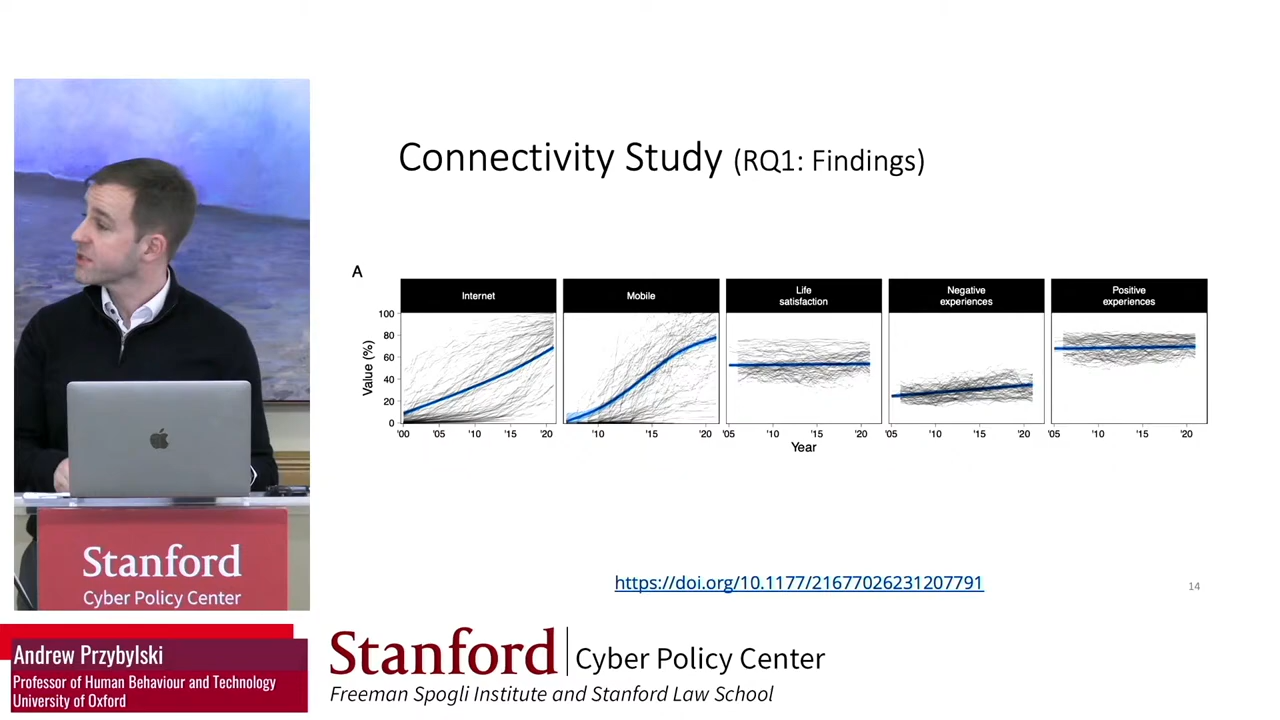 Connectivity Study (RQ1: Findings)
A
Internet
Mobile
Life
satisfaction
Negative
experiences
Positive
experiences
Value (%)
100
80
60
40
20
0
'00
'05
'10
'15
'20
'10
'15
'20
'05
'10
'15
'20
'05
'10
'15
'20
'05
'10
'15
'20
Year
https://doi.org/10.1177/21677026231207791
14
Stanford
Cyber Policy Center
Andrew Przybylski
Professor of Human Behaviour and Technology
University of Oxford
Stanford Cyber Policy Center
Freeman Spogli Institute and Stanford Law School